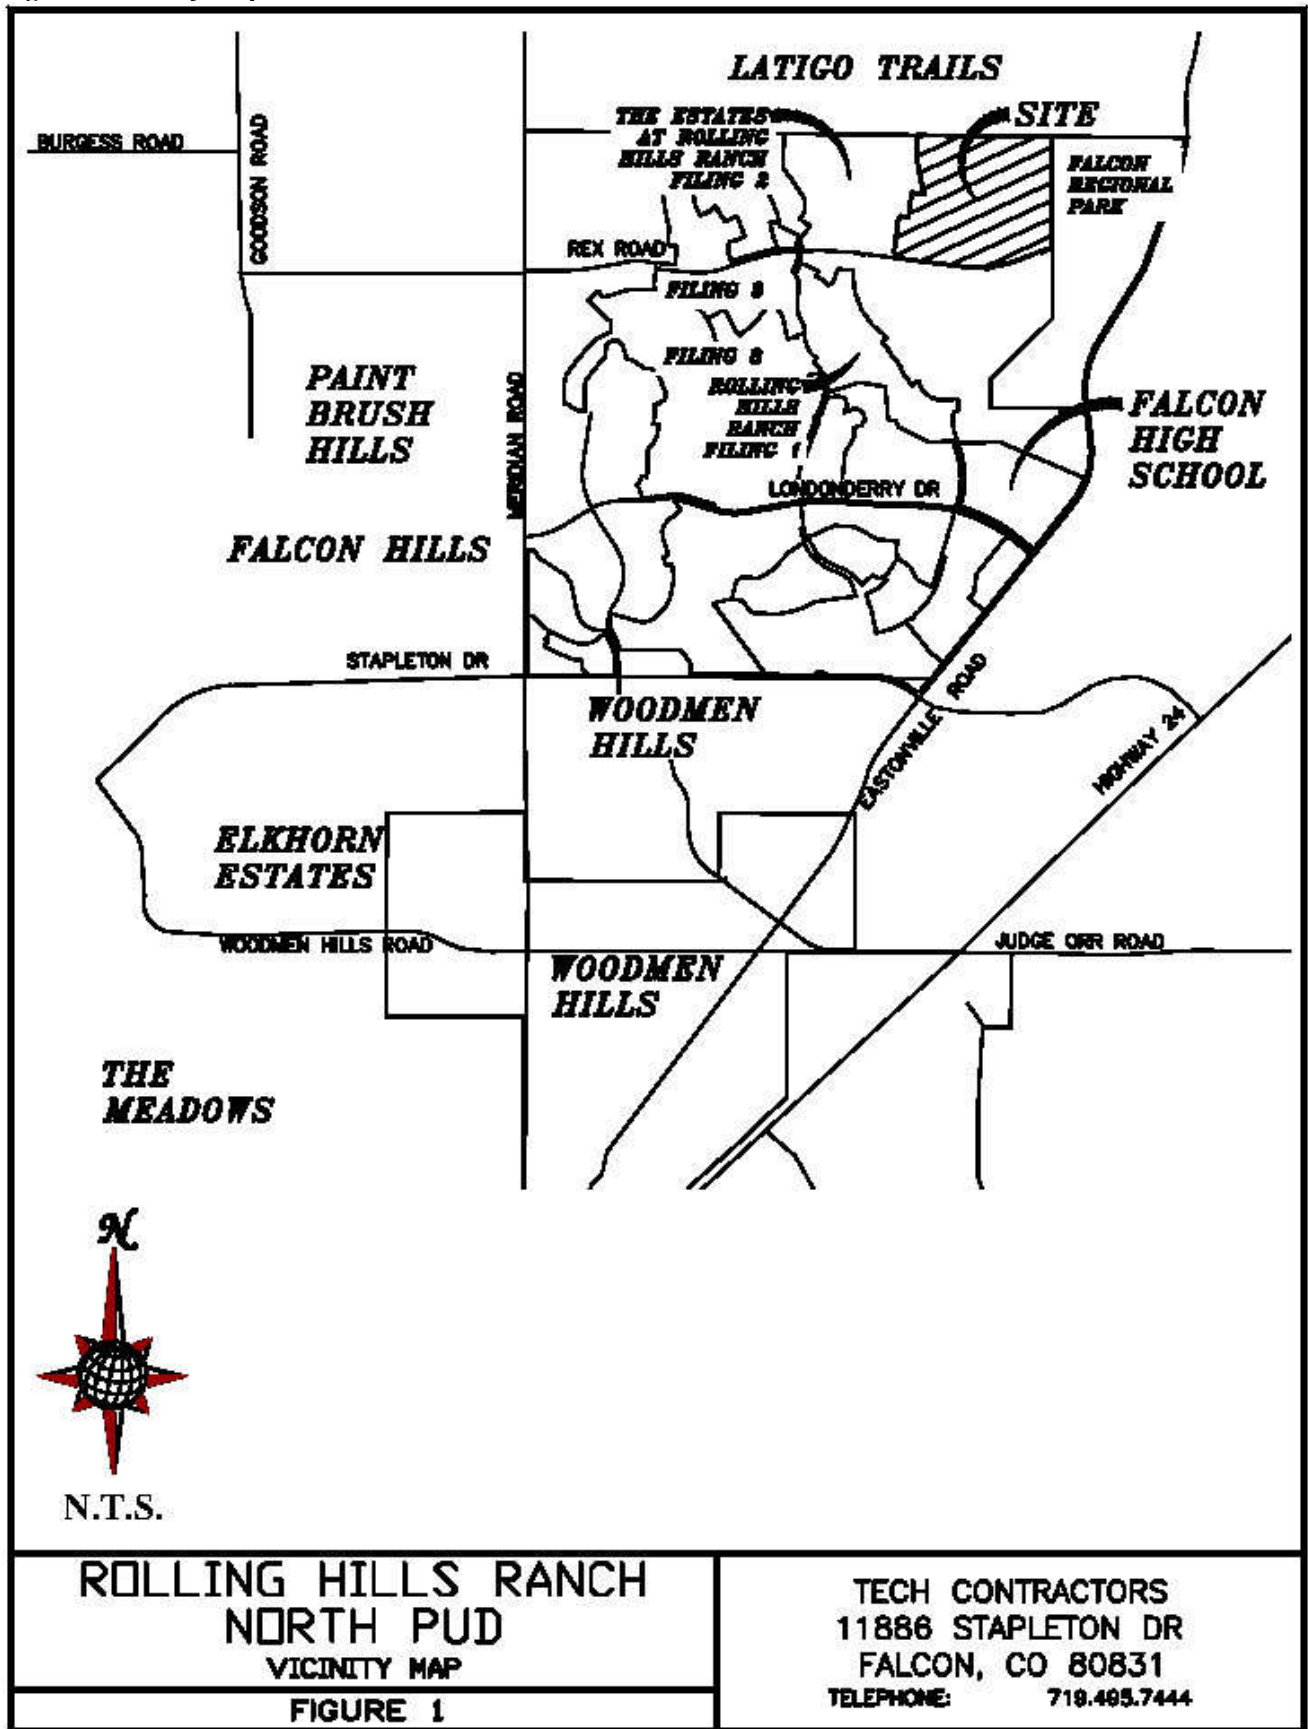 LATIGO TRAILS
THE ESTATES
AT ROLLING
HILLS RANCH
FILING 2
SITE
BURGESS ROAD
GOODSON ROAD
FALCON
REGIONAL
PARK
REX ROAD
FILING 9
FILING 8
PAINT
BRUSH
HILLS
MERIDIAN ROAD
ROLLING
HILLS
RANCH
FILING 1
FALCON
HIGH
SCHOOL
LONDONDERRY DR
FALCON HILLS
STAPLETON DR
WOODMEN
HILLS
EASTONVILLE ROAD
HIGHWAY 24
ELKHORN
ESTATES
WOODMEN HILLS ROAD
JUDGE ORR ROAD
WOODMEN
HILLS
THE
MEADOWS
N
N.T.S.
ROLLING HILLS RANCH
NORTH PUD
VICINITY MAP
FIGURE 1
TECH CONTRACTORS
11886 STAPLETON DR
FALCON, CO 80831
TELEPHONE: 719.495.7444